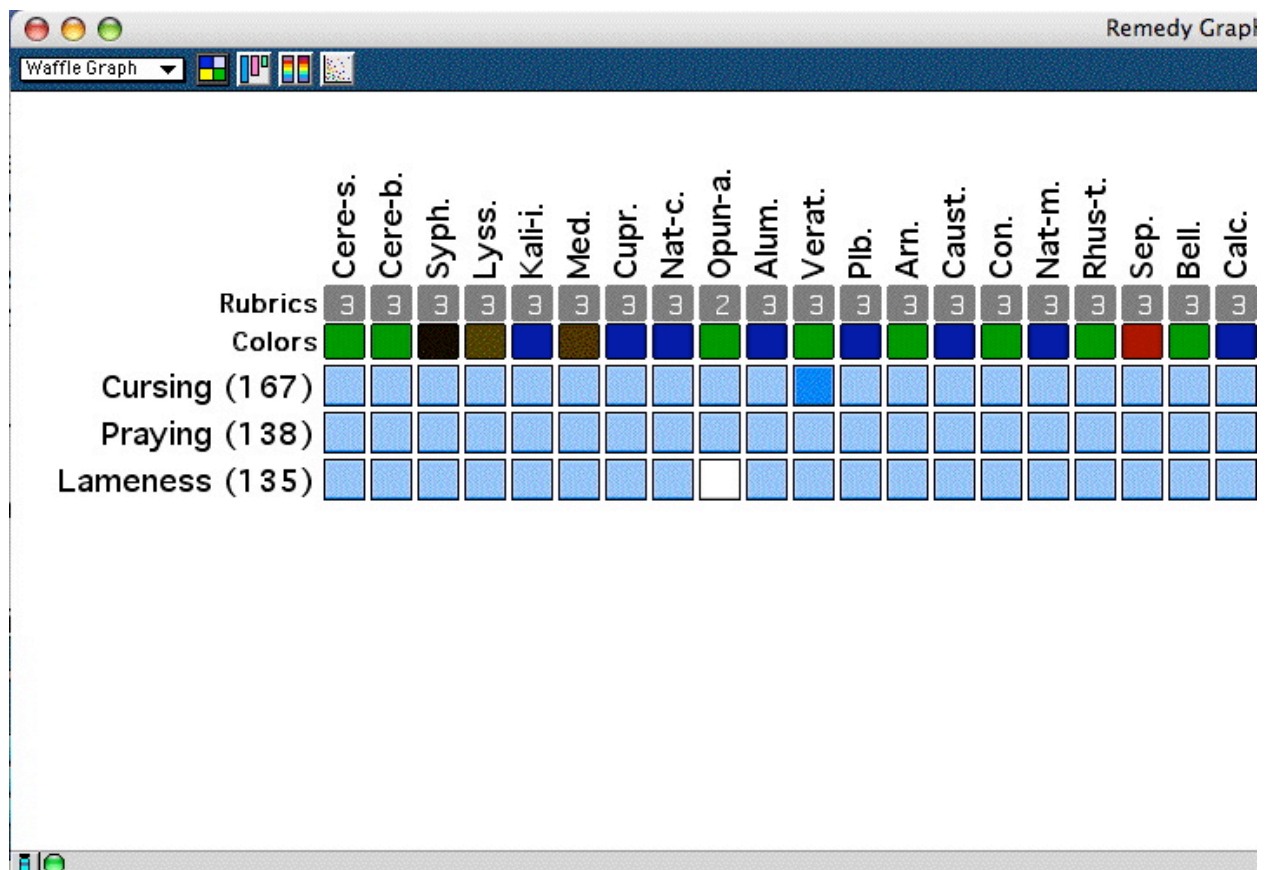 Remedy Graph
Waffle Graph
Cere-s. Cere-b. Syph. Lyss. Kali-i. Med. Cupr. Nat-c. Opun-a. Alum. Verat. Plb. Arn. Caust. Con. Nat-m. Rhus-t. Sep. Bell. Calc.
Rubrics 3 3 3 3 3 3 3 3 2 3 3 3 3 3 3 3 3 3 3 3
Colors
Cursing (167)
Praying (138)
Lameness (135)